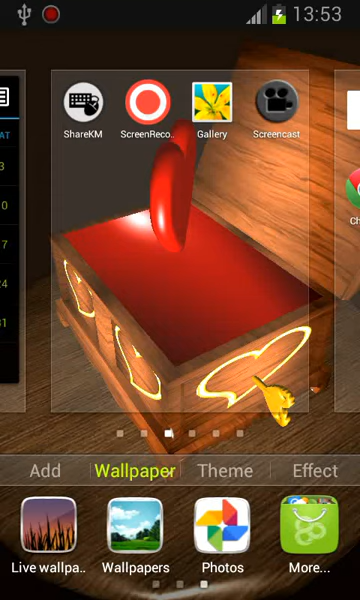 13:53
AT
3
0
7
24
31
ShareKM ScreenReco.. Gallery Screencast
Ch
Add Wallpaper Theme Effect
Live wallpa.. Wallpapers Photos More...